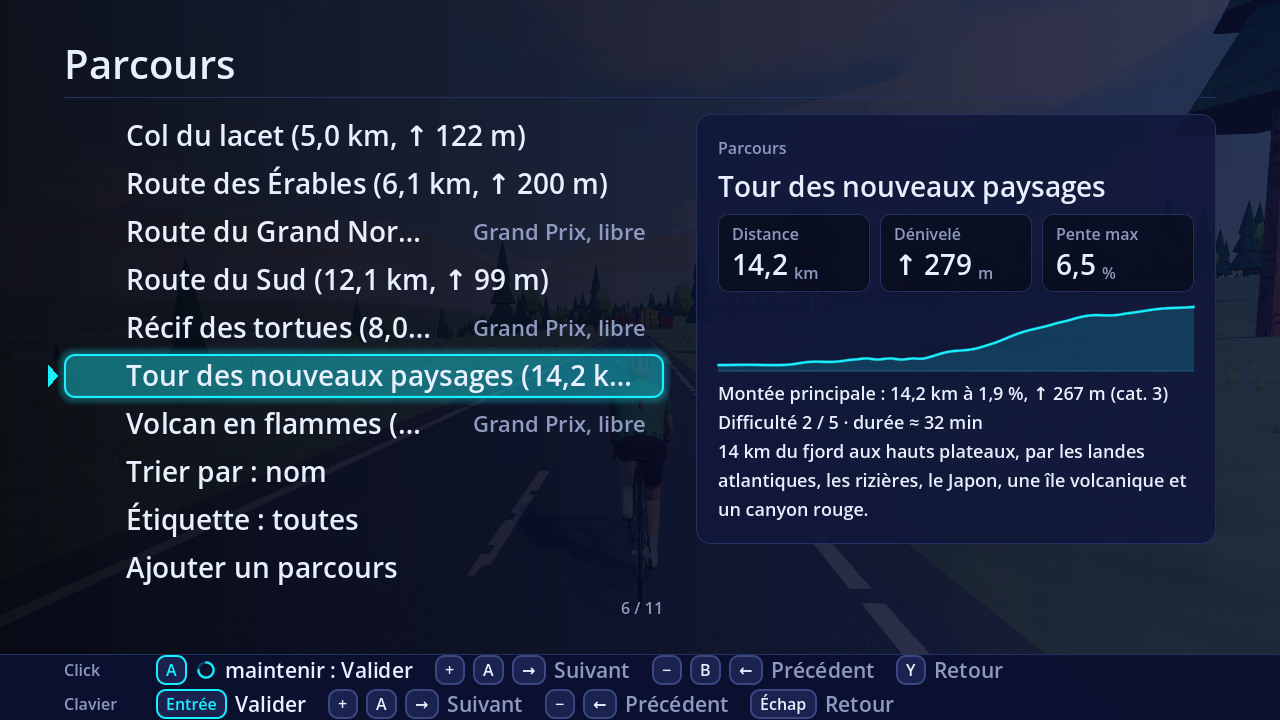 Parcours
Col du lacet (5,0 km, ↑ 122 m)
Route des Érables (6,1 km, ↑ 200 m)
Route du Grand Nor... Grand Prix, libre
Route du Sud (12,1 km, ↑ 99 m)
Récif des tortues (8,0... Grand Prix, libre
Tour des nouveaux paysages (14,2 k...
Volcan en flammes (... Grand Prix, libre
Trier par : nom
Étiquette : toutes
Ajouter un parcours
6 / 11
Parcours
Tour des nouveaux paysages
Distance Dénivelé Pente max
14,2 km ↑ 279 m 6,5 %
Montée principale : 14,2 km à 1,9 %, ↑ 267 m (cat. 3)
Difficulté 2 / 5 · durée ≈ 32 min
14 km du fjord aux hauts plateaux, par les landes
atlantiques, les rizières, le Japon, une île volcanique et
un canyon rouge.
Click A maintenir : Valider + A → Suivant − B ← Précédent Y Retour
Clavier Entrée Valider + A → Suivant − ← Précédent Échap Retour